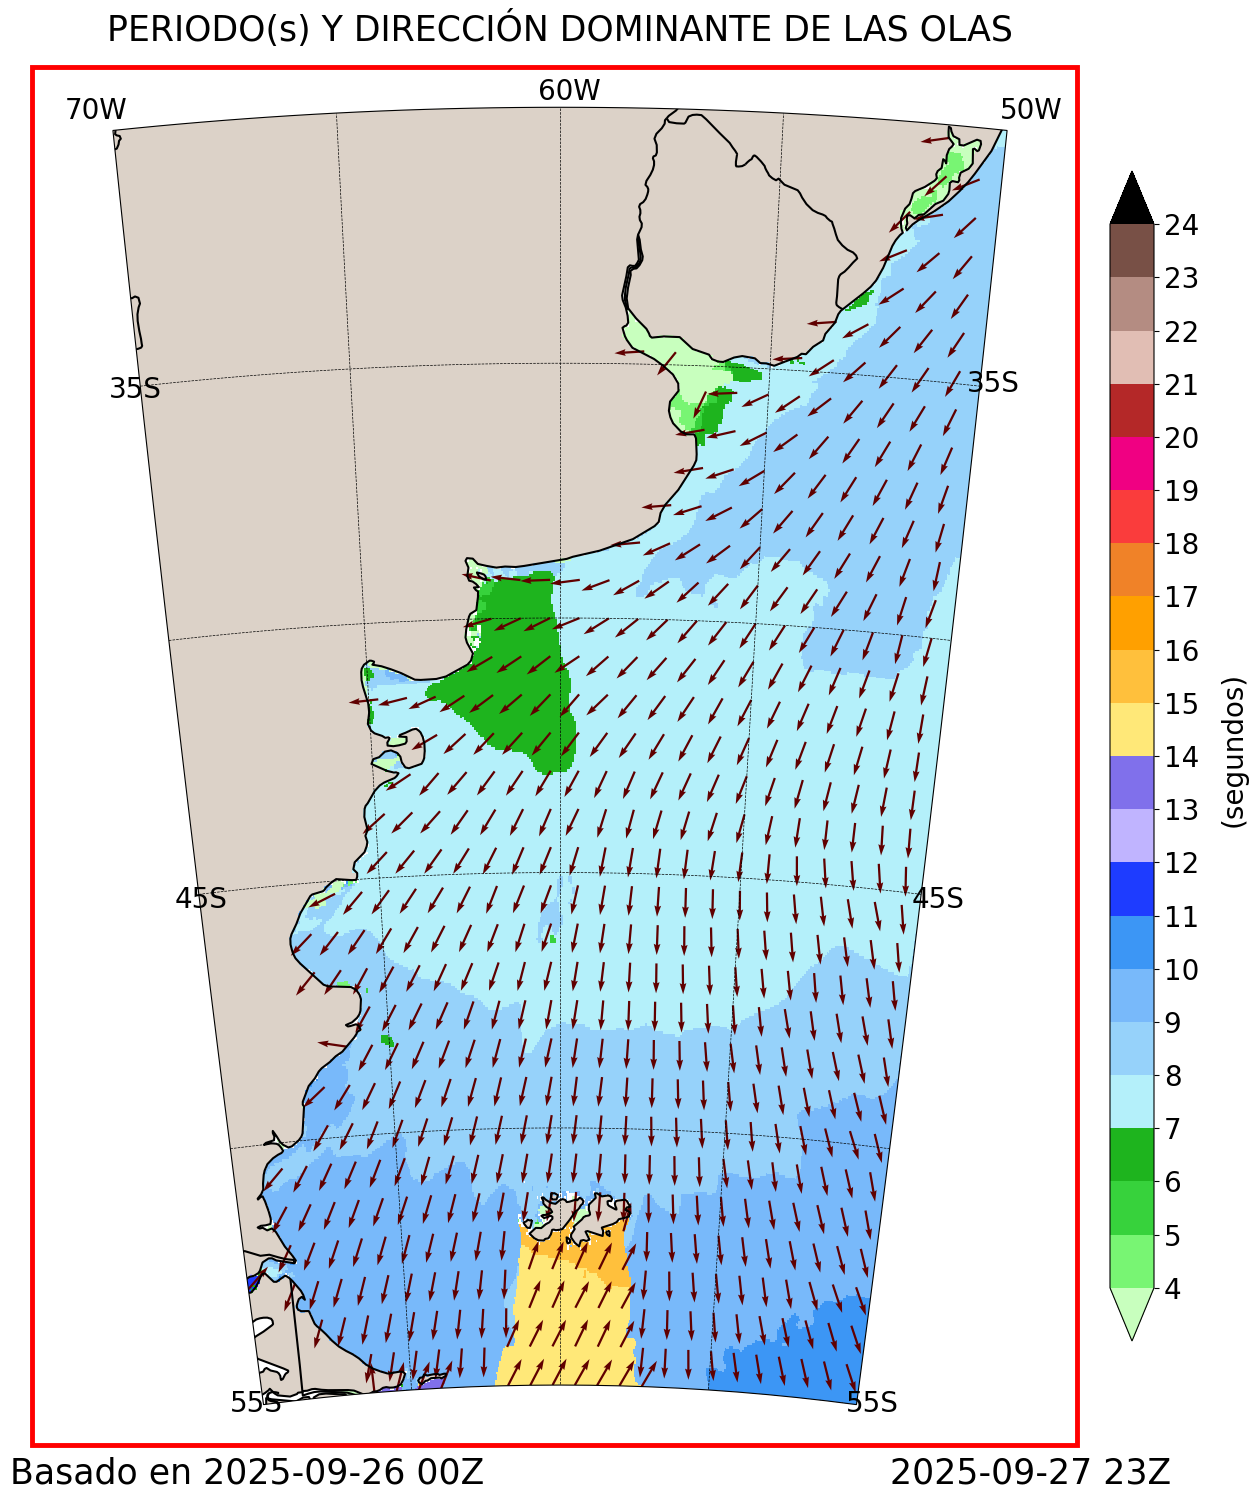 PERIODO(s) Y DIRECCIÓN DOMINANTE DE LAS OLAS
70W
60W
50W
35S
35S
45S
45S
55S
55S
24
23
22
21
20
19
18
17
16
15
14
13
12
11
10
9
8
7
6
5
4
(segundos)
Basado en 2025-09-26 00Z
2025-09-27 23Z